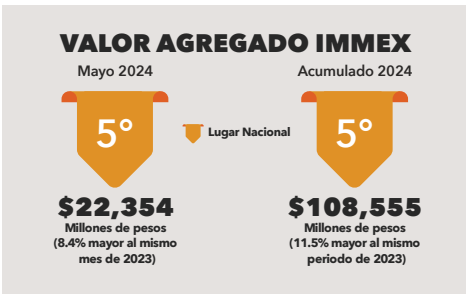 VALOR AGREGADO IMMEX
Mayo 2024
5°
$22,354
Millones de pesos
(8.4% mayor al mismo
mes de 2023)
Lugar Nacional
Acumulado 2024
5°
$108,555
Millones de pesos
(11.5% mayor al mismo
periodo de 2023)